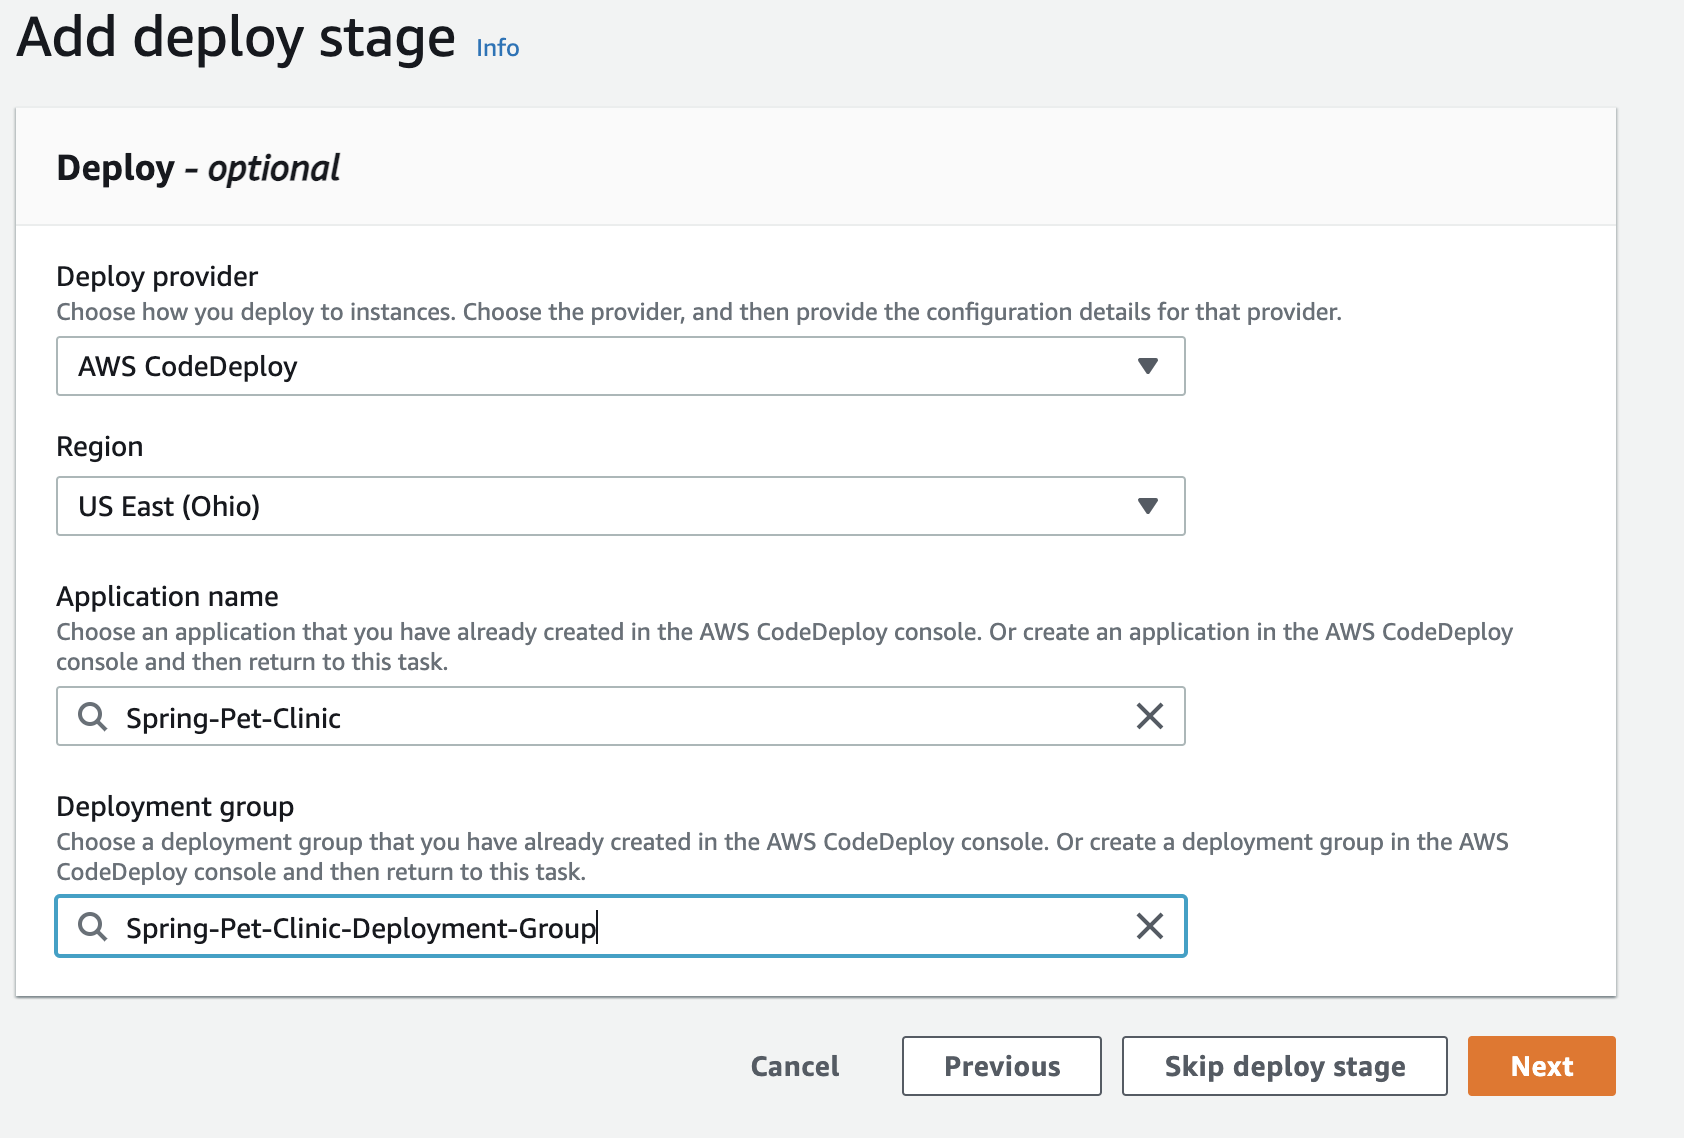 Add deploy stage Info
Deploy - optional
Deploy provider
Choose how you deploy to instances. Choose the provider, and then provide the configuration details for that provider.
AWS CodeDeploy
Region
US East (Ohio)
Application name
Choose an application that you have already created in the AWS CodeDeploy console. Or create an application in the AWS CodeDeploy
console and then return to this task.
Spring-Pet-Clinic
Deployment group
Choose a deployment group that you have already created in the AWS CodeDeploy console. Or create a deployment group in the AWS
CodeDeploy console and then return to this task.
Spring-Pet-Clinic-Deployment-Group
Cancel Previous Skip deploy stage Next